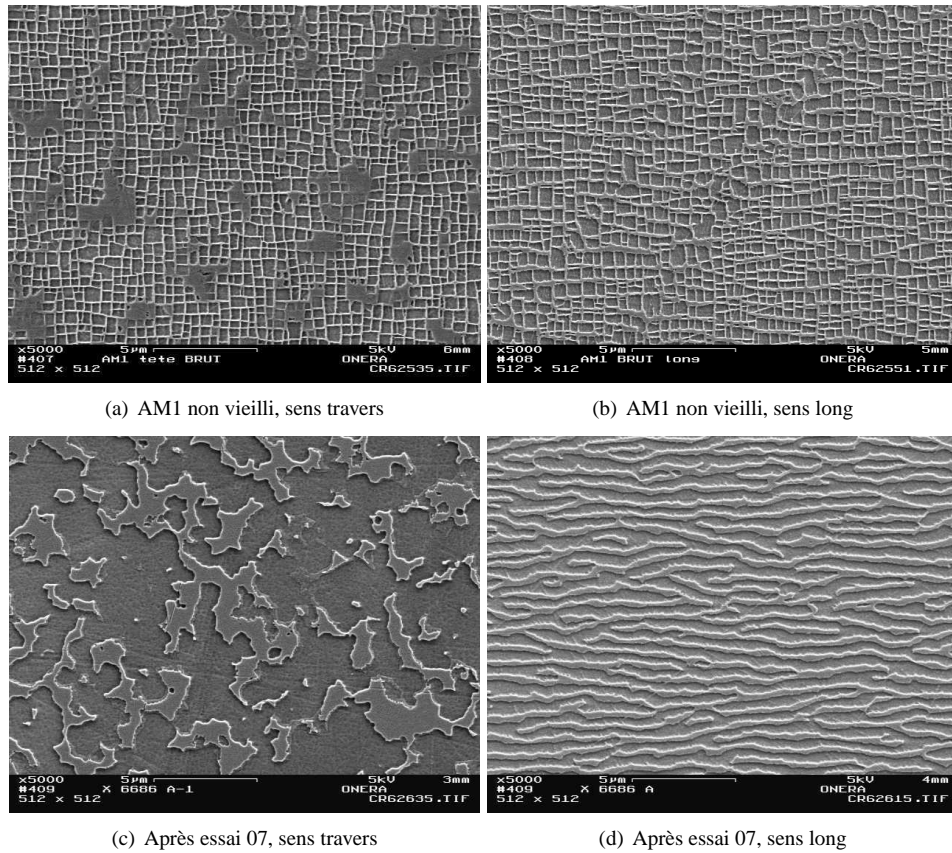 x5000 5µm 5kV 6mm
#407 AM1 tete BRUT ONERA
512 x 512 CR62535.TIF
x5000 5µm 5kV 5mm
#408 AM1 BRUT long ONERA
512 x 512 CR62551.TIF
(a) AM1 non vieilli, sens travers
(b) AM1 non vieilli, sens long
x5000 5µm 5kV 3mm
#409 X 6686 A-1 ONERA
512 x 512 CR62635.TIF
x5000 5µm 5kV 4mm
#409 X 6686 A ONERA
512 x 512 CR62615.TIF
(c) Après essai 07, sens travers
(d) Après essai 07, sens long